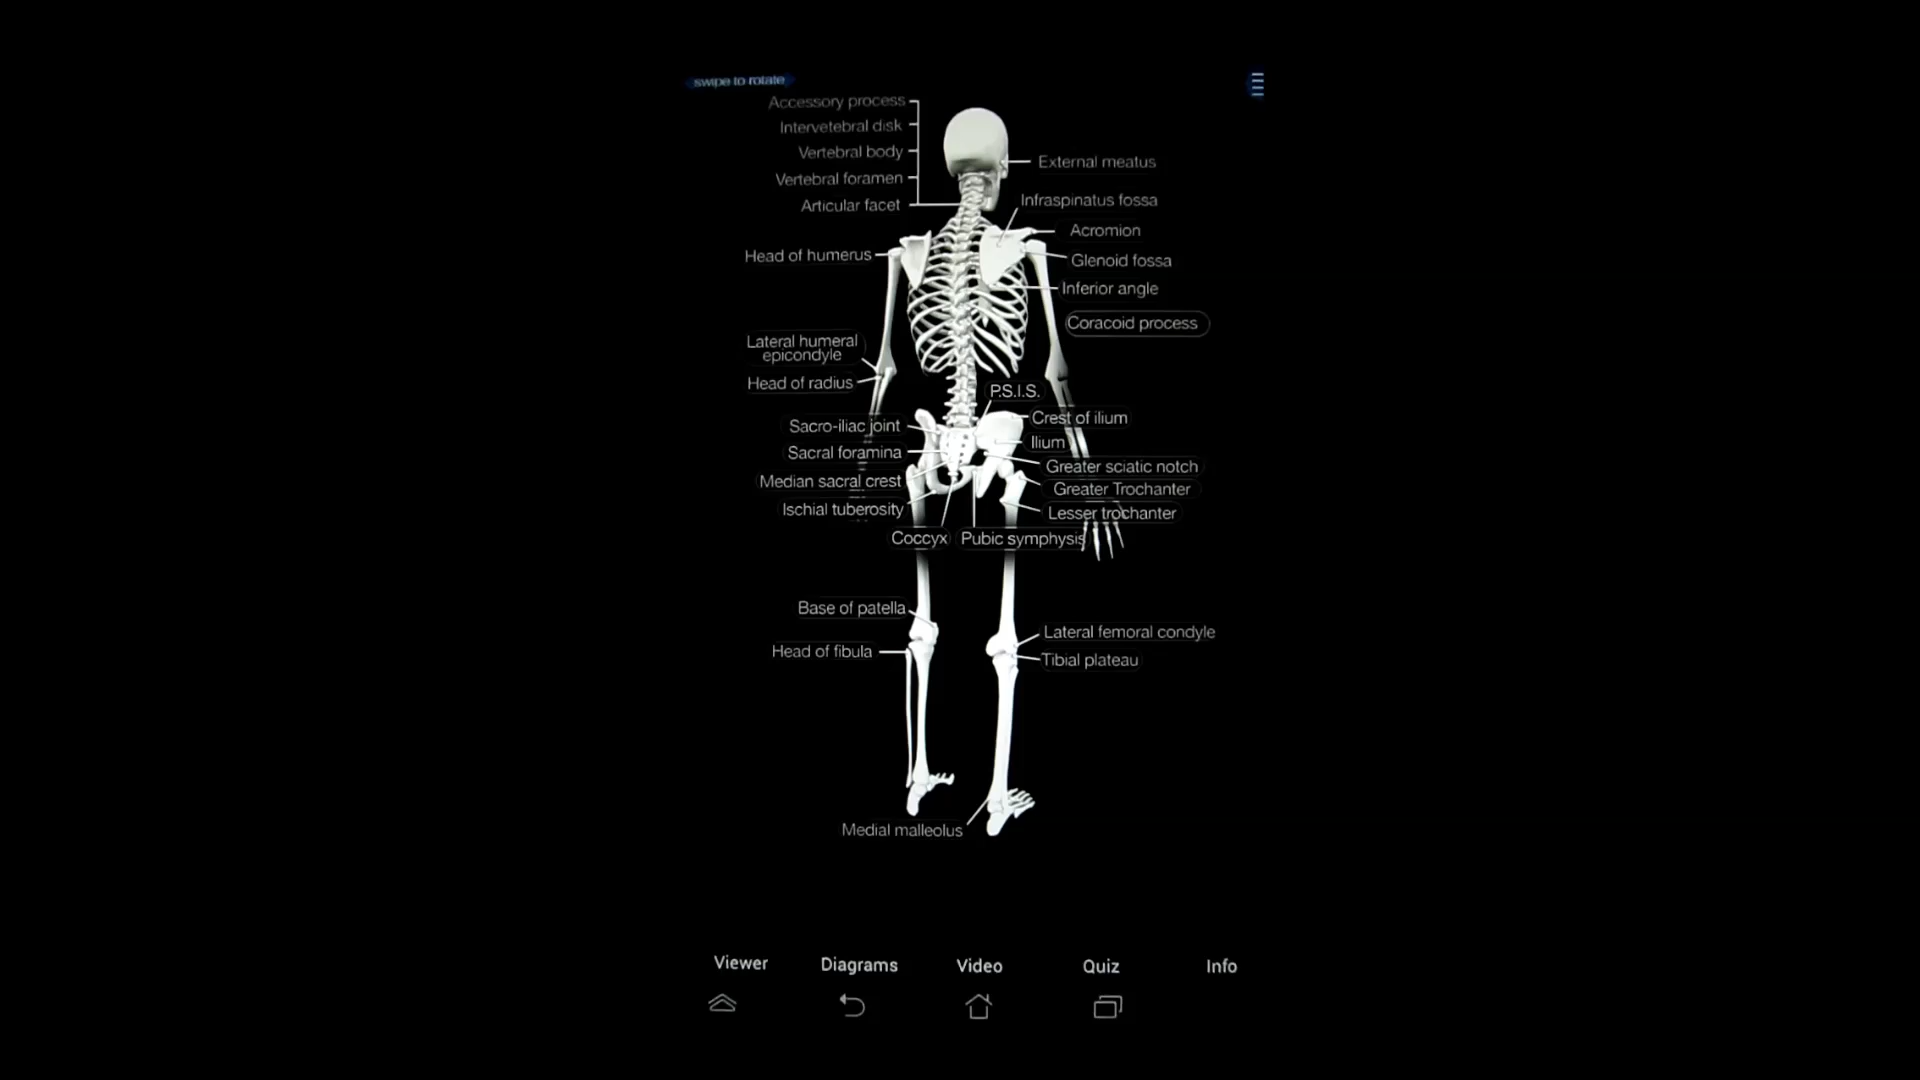 swipe to rotate
Accessory process
Intervetebral disk
Vertebral body
Vertebral foramen
Articular facet
External meatus
Infraspinatus fossa
Acromion
Head of humerus
Glenoid fossa
Inferior angle
Coracoid process
Lateral humeral
epicondyle
Head of radius
P.S.I.S.
Crest of ilium
Sacro-iliac joint
Ilium
Sacral foramina
Greater sciatic notch
Median sacral crest
Greater Trochanter
Ischial tuberosity
Lesser trochanter
Coccyx
Pubic symphysis
Base of patella
Lateral femoral condyle
Head of fibula
Tibial plateau
Medial malleolus
Viewer Diagrams Video Quiz Info